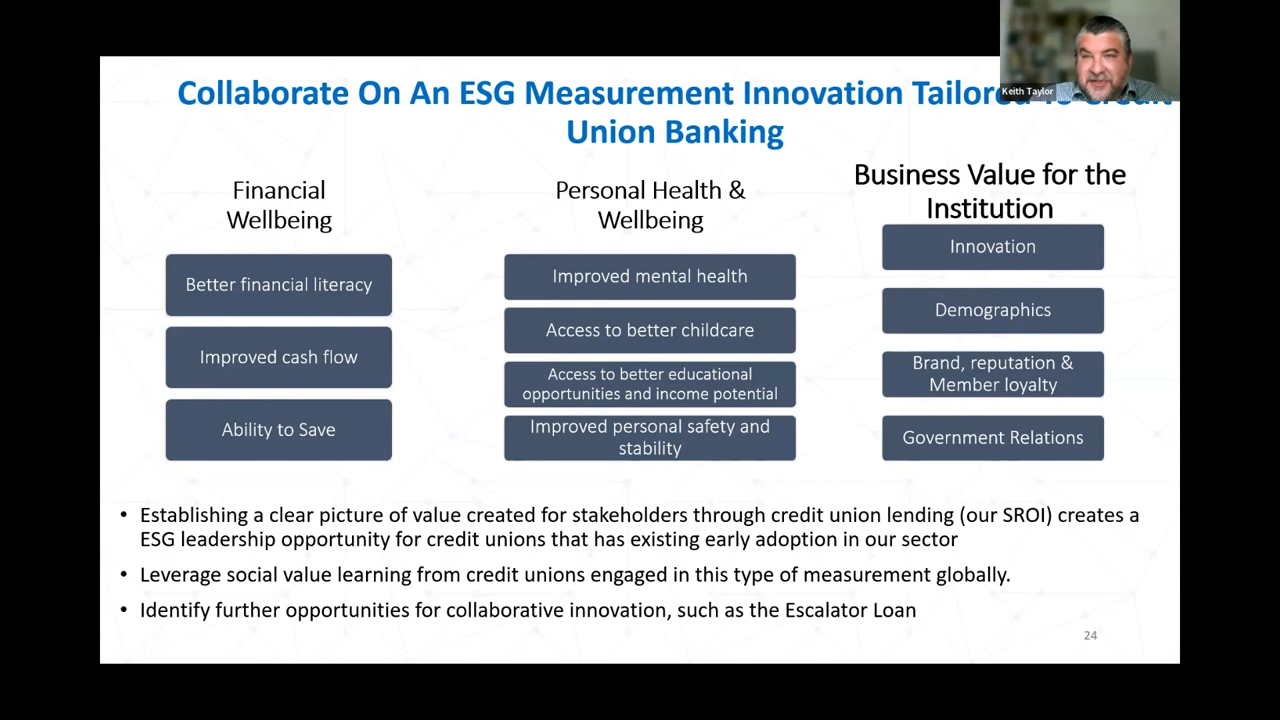 Collaborate On An ESG Measurement Innovation Tailored
Union Banking
Keith Taylor
Financial
Wellbeing
Better financial literacy
Improved cash flow
Ability to Save
Personal Health &
Wellbeing
Improved mental health
Access to better childcare
Access to better educational
opportunities and income potential
Improved personal safety and
stability
Business Value for the
Institution
Innovation
Demographics
Brand, reputation &
Member loyalty
Government Relations
• Establishing a clear picture of value created for stakeholders through credit union lending (our SROI) creates a
ESG leadership opportunity for credit unions that has existing early adoption in our sector
• Leverage social value learning from credit unions engaged in this type of measurement globally.
• Identify further opportunities for collaborative innovation, such as the Escalator Loan
24